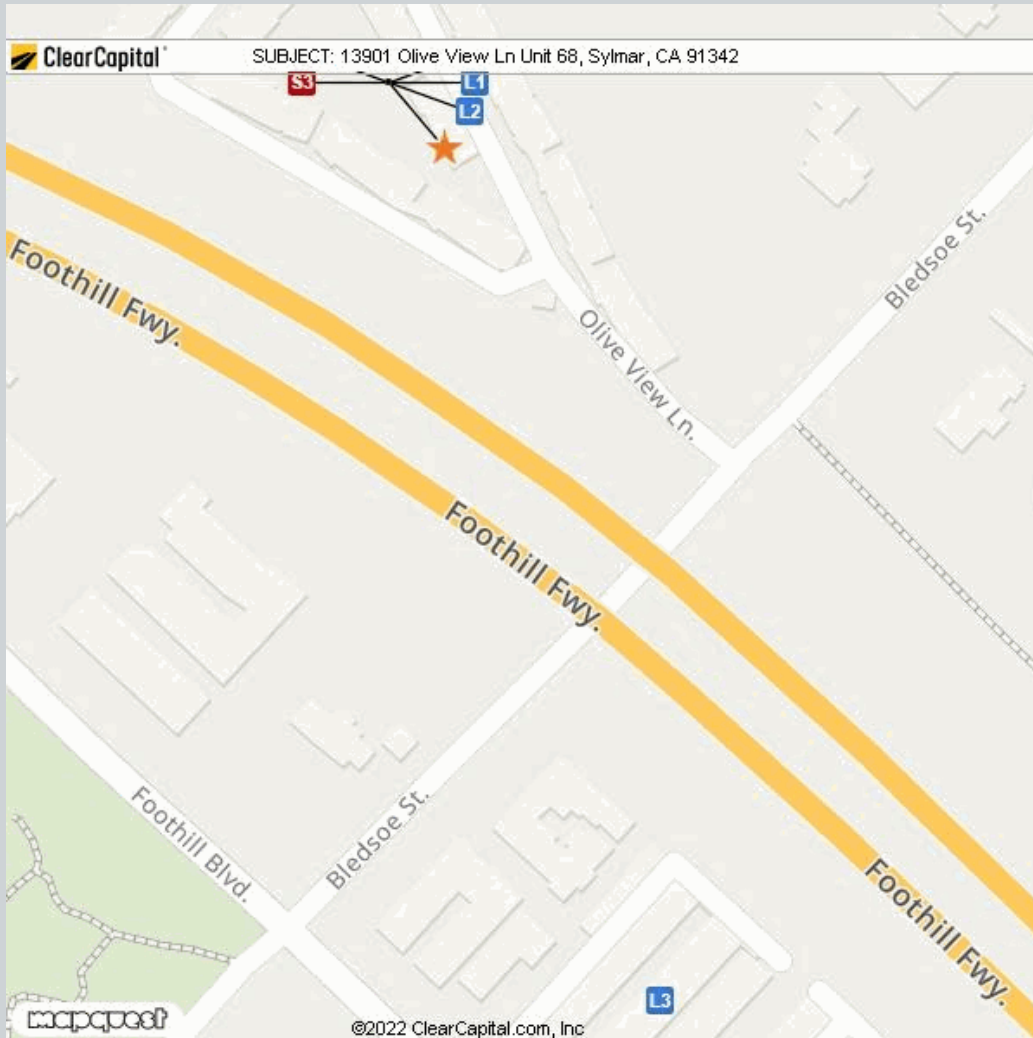 ClearCapital SUBJECT: 13901 Olive View Ln Unit 68, Sylmar, CA 91342
S3
L1
L2
Bledsoe St.
Foothill Fwy.
Olive View Ln.
Foothill Fwy.
Foothill Blvd.
Bledsoe St.
Foothill Fwy.
L3
mapquest
©2022 ClearCapital.com, Inc